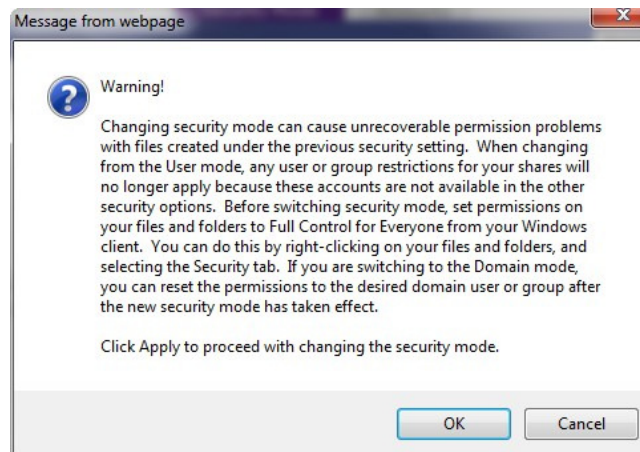 Message from webpage
X
?
Warning!
Changing security mode can cause unrecoverable permission problems
with files created under the previous security setting.  When changing
from the User mode, any user or group restrictions for your shares will
no longer apply because these accounts are not available in the other
security options.  Before switching security mode, set permissions on
your files and folders to Full Control for Everyone from your Windows
client.  You can do this by right-clicking on your files and folders, and
selecting the Security tab.  If you are switching to the Domain mode,
you can reset the permissions to the desired domain user or group after
the new security mode has taken effect.
Click Apply to proceed with changing the security mode.
OK
Cancel